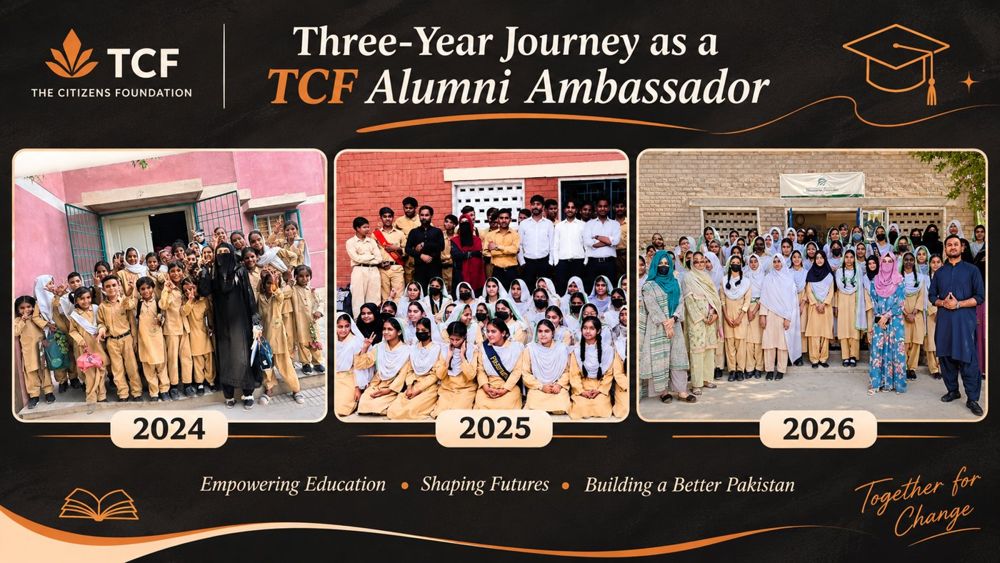 TCF
THE CITIZENS FOUNDATION
Three-Year Journey as a
TCF Alumni Ambassador
2024
2025
2026
Empowering Education • Shaping Futures • Building a Better Pakistan
Together for
Change